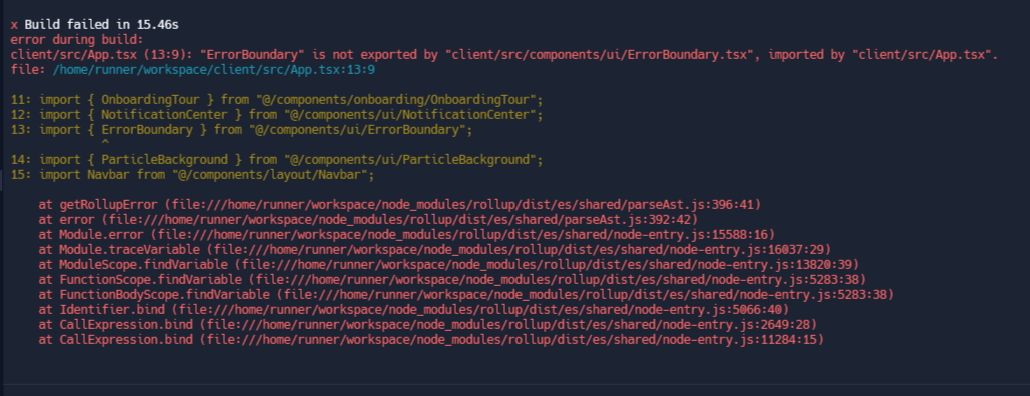 x Build failed in 15.46s
error during build:
client/src/App.tsx (13:9): "ErrorBoundary" is not exported by "client/src/components/ui/ErrorBoundary.tsx", imported by "client/src/App.tsx".
file: /home/runner/workspace/client/src/App.tsx:13:9
11: import { OnboardingTour } from "@/components/onboarding/OnboardingTour";
12: import { NotificationCenter } from "@/components/ui/NotificationCenter";
13: import { ErrorBoundary } from "@/components/ui/ErrorBoundary";
^
14: import { ParticleBackground } from "@/components/ui/ParticleBackground";
15: import Navbar from "@/components/layout/Navbar";
at getRollupError (file:///home/runner/workspace/node_modules/rollup/dist/es/shared/parseAst.js:396:41)
at error (file:///home/runner/workspace/node_modules/rollup/dist/es/shared/parseAst.js:392:42)
at Module.error (file:///home/runner/workspace/node_modules/rollup/dist/es/shared/node-entry.js:15588:16)
at Module.traceVariable (file:///home/runner/workspace/node_modules/rollup/dist/es/shared/node-entry.js:16037:29)
at ModuleScope.findVariable (file:///home/runner/workspace/node_modules/rollup/dist/es/shared/node-entry.js:13820:39)
at FunctionScope.findVariable (file:///home/runner/workspace/node_modules/rollup/dist/es/shared/node-entry.js:5283:38)
at FunctionBodyScope.findVariable (file:///home/runner/workspace/node_modules/rollup/dist/es/shared/node-entry.js:5283:38)
at Identifier.bind (file:///home/runner/workspace/node_modules/rollup/dist/es/shared/node-entry.js:5066:40)
at CallExpression.bind (file:///home/runner/workspace/node_modules/rollup/dist/es/shared/node-entry.js:2649:28)
at CallExpression.bind (file:///home/runner/workspace/node_modules/rollup/dist/es/shared/node-entry.js:11284:15)